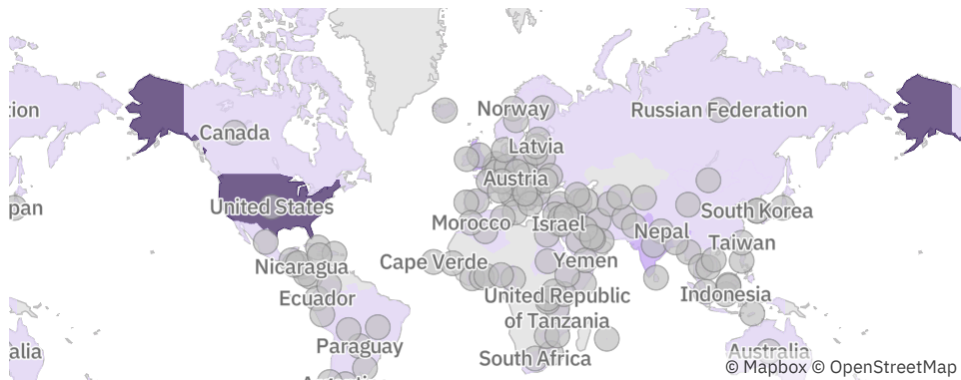 Norway
Russian Federation
tion
Canada
Latvia
Austria
pan
United States
Morocco
Israel
Nepal
South Korea
Taiwan
Nicaragua
Cape Verde
Yemen
Ecuador
United Republic
of Tanzania
Indonesia
Paraguay
South Africa
alia
Australia
© Mapbox © OpenStreetMap